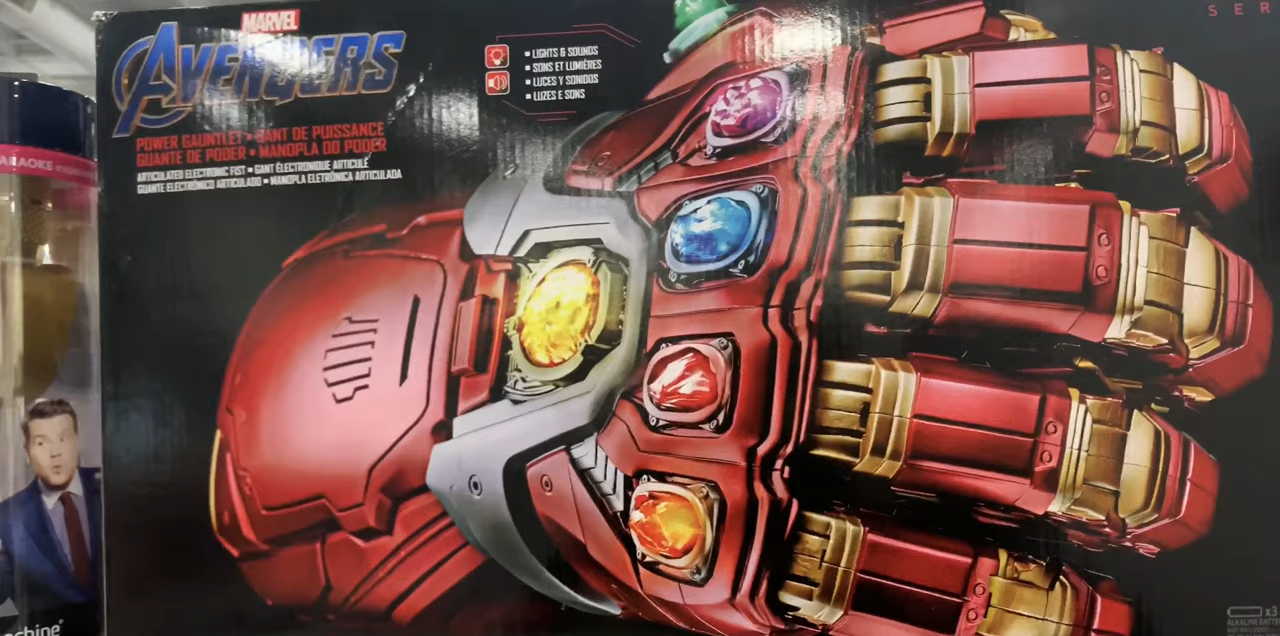 MARVEL
AVENGERS
POWER GAUNTLET • GANT DE PUISSANCE
GUANTE DE PODER • MANOPLA DO PODER
ARTICULATED ELECTRONIC FIST • GANT ÉLECTRONIQUE ARTICULÉ
GUANTE ELECTRÓNICO ARTICULADO • MANOPLA ELETRÔNICA ARTICULADA
▪ LIGHTS & SOUNDS
▪ SONS ET LUMIÈRES
▪ LUCES Y SONIDOS
▪ LUZES E SONS
SER
ARAOKE
achine
x3
ALKALINE BATT